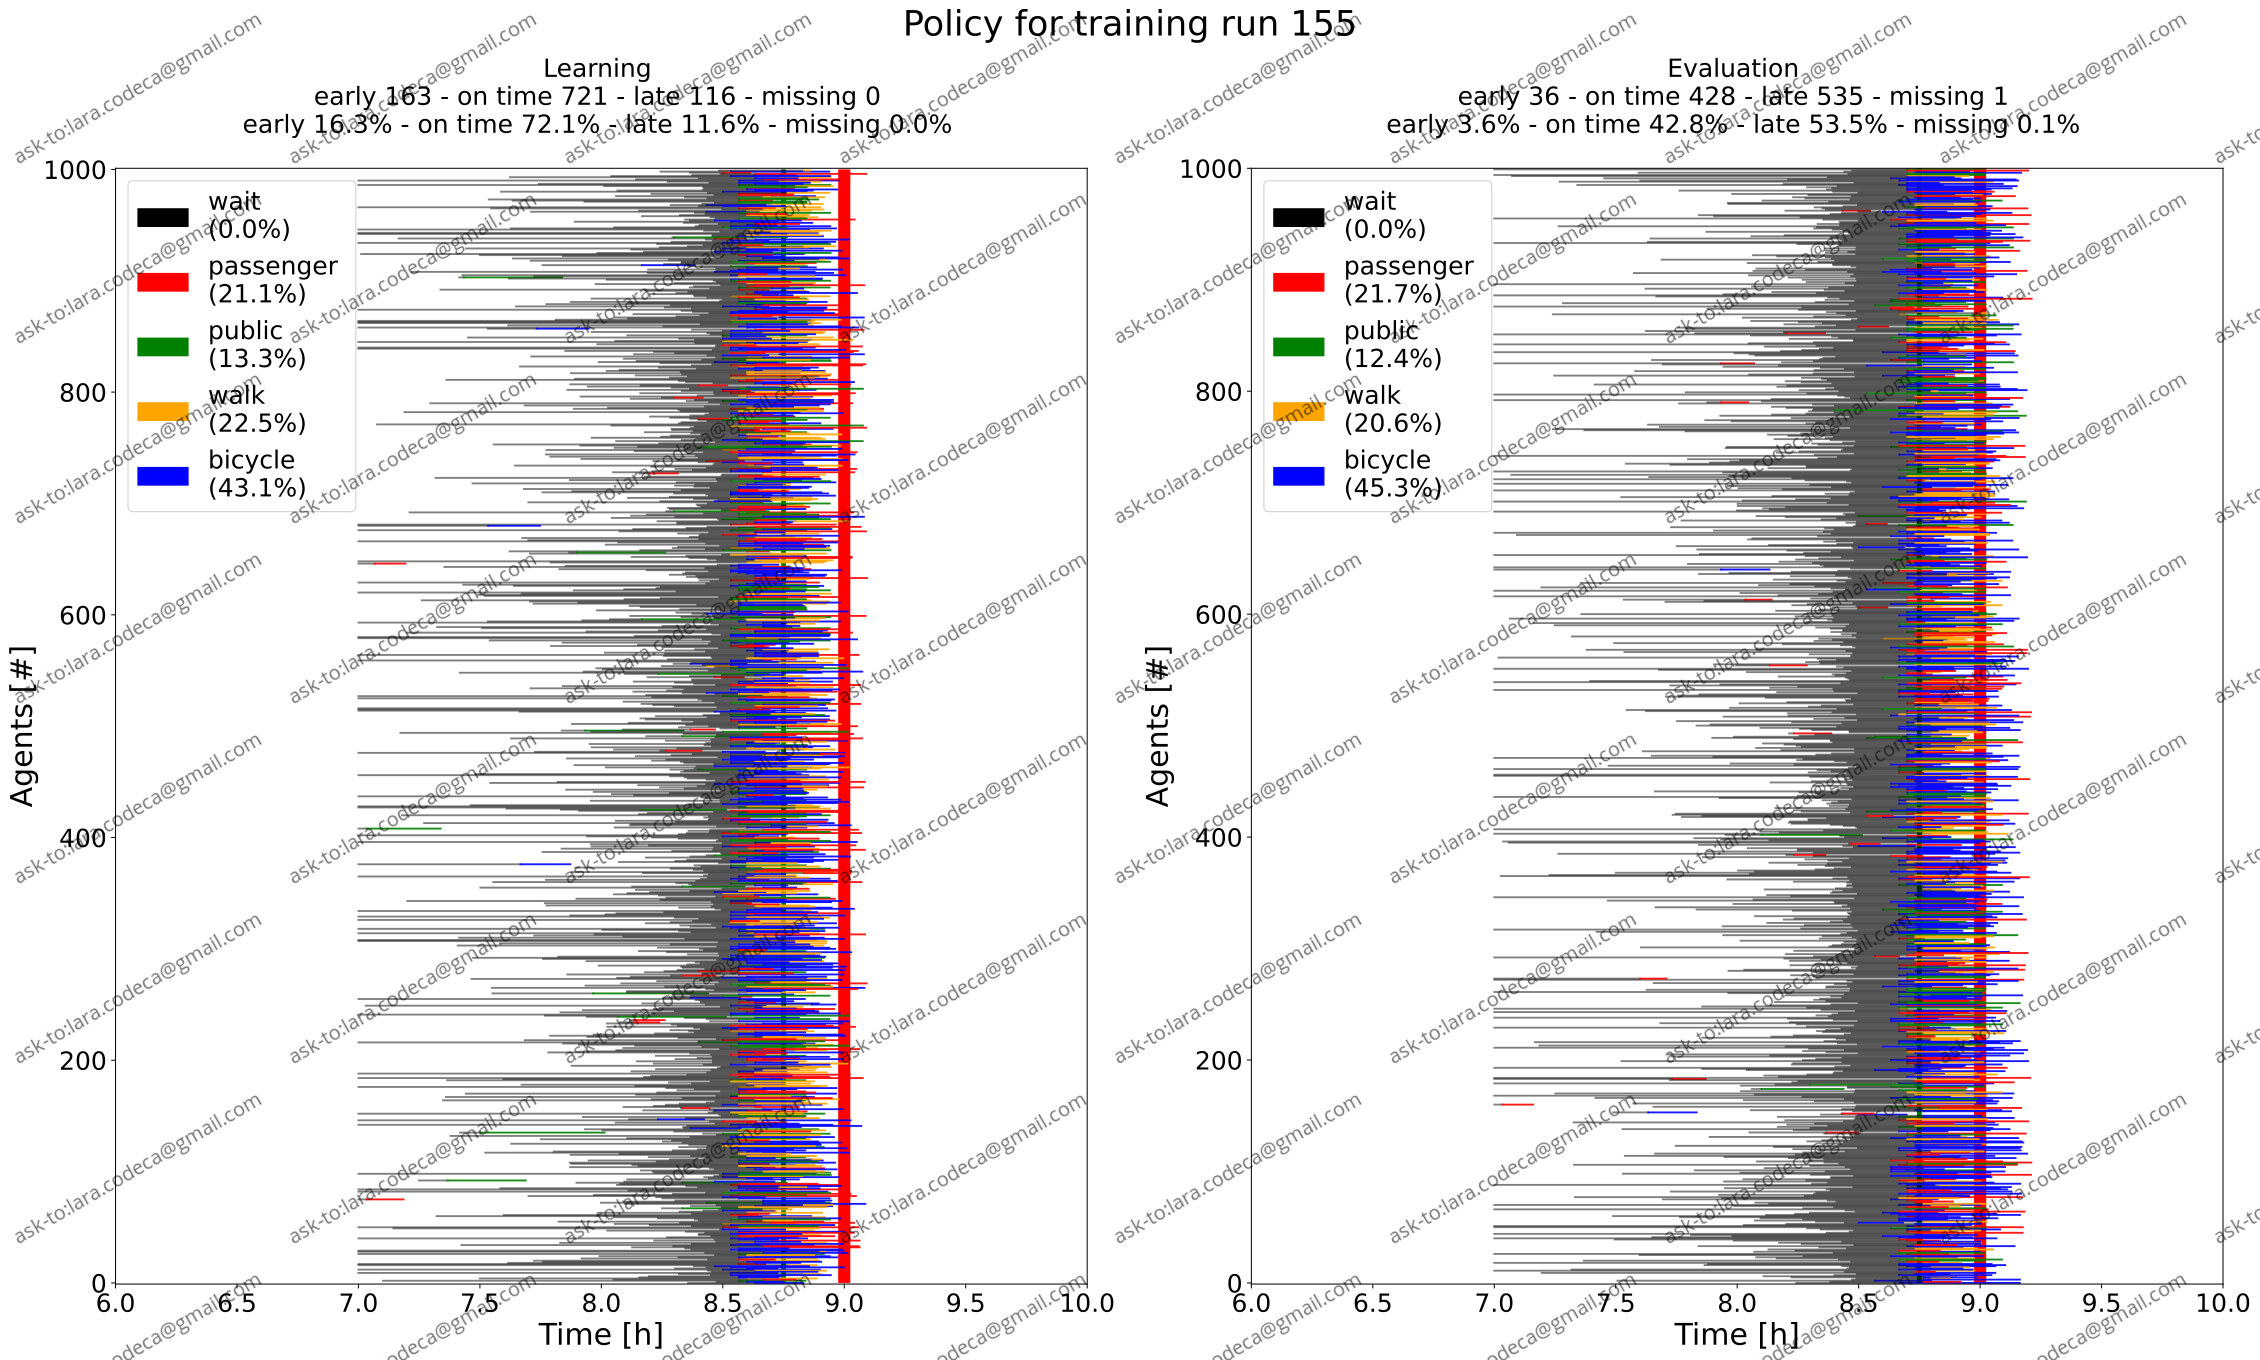 Policy for training run 155
Learning
early 163 - on time 721 - late 116 - missing 0
early 16.3% - on time 72.1% - late 11.6% - missing 0.0%
1000
800
600
400
200
0
Agents [#]
wait
(0.0%)
passenger
(21.1%)
public
(13.3%)
walk
(22.5%)
bicycle
(43.1%)
6.0 6.5 7.0 7.5 8.0 8.5 9.0 9.5 10.0
Time [h]
Evaluation
early 36 - on time 428 - late 535 - missing 1
early 3.6% - on time 42.8% - late 53.5% - missing 0.1%
1000
800
600
400
200
0
Agents [#]
wait
(0.0%)
passenger
(21.7%)
public
(12.4%)
walk
(20.6%)
bicycle
(45.3%)
6.0 6.5 7.0 7.5 8.0 8.5 9.0 9.5 10.0
Time [h]
ask-to:lara.codeca@gmail.com